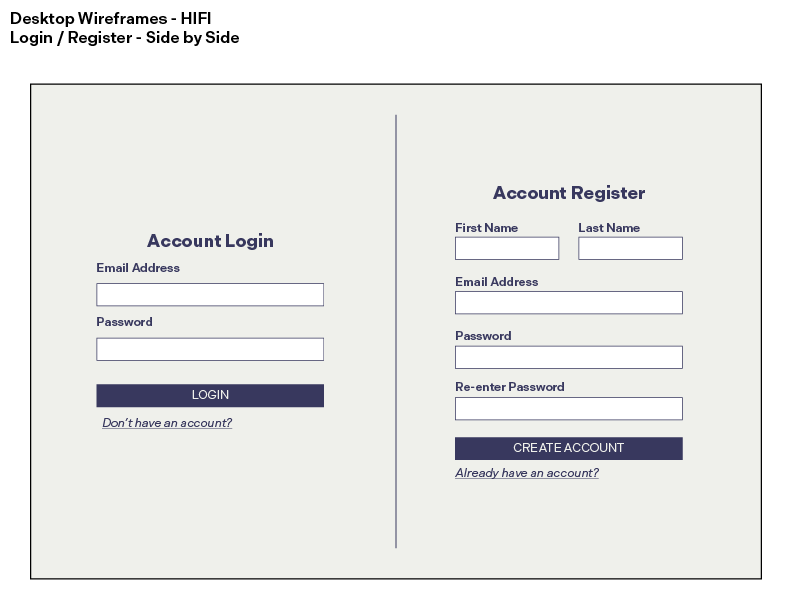 Desktop Wireframes - HIFI
Login / Register - Side by Side
Account Login
Email Address
Password
LOGIN
Don't have an account?
Account Register
First Name
Last Name
Email Address
Password
Re-enter Password
CREATE ACCOUNT
Already have an account?